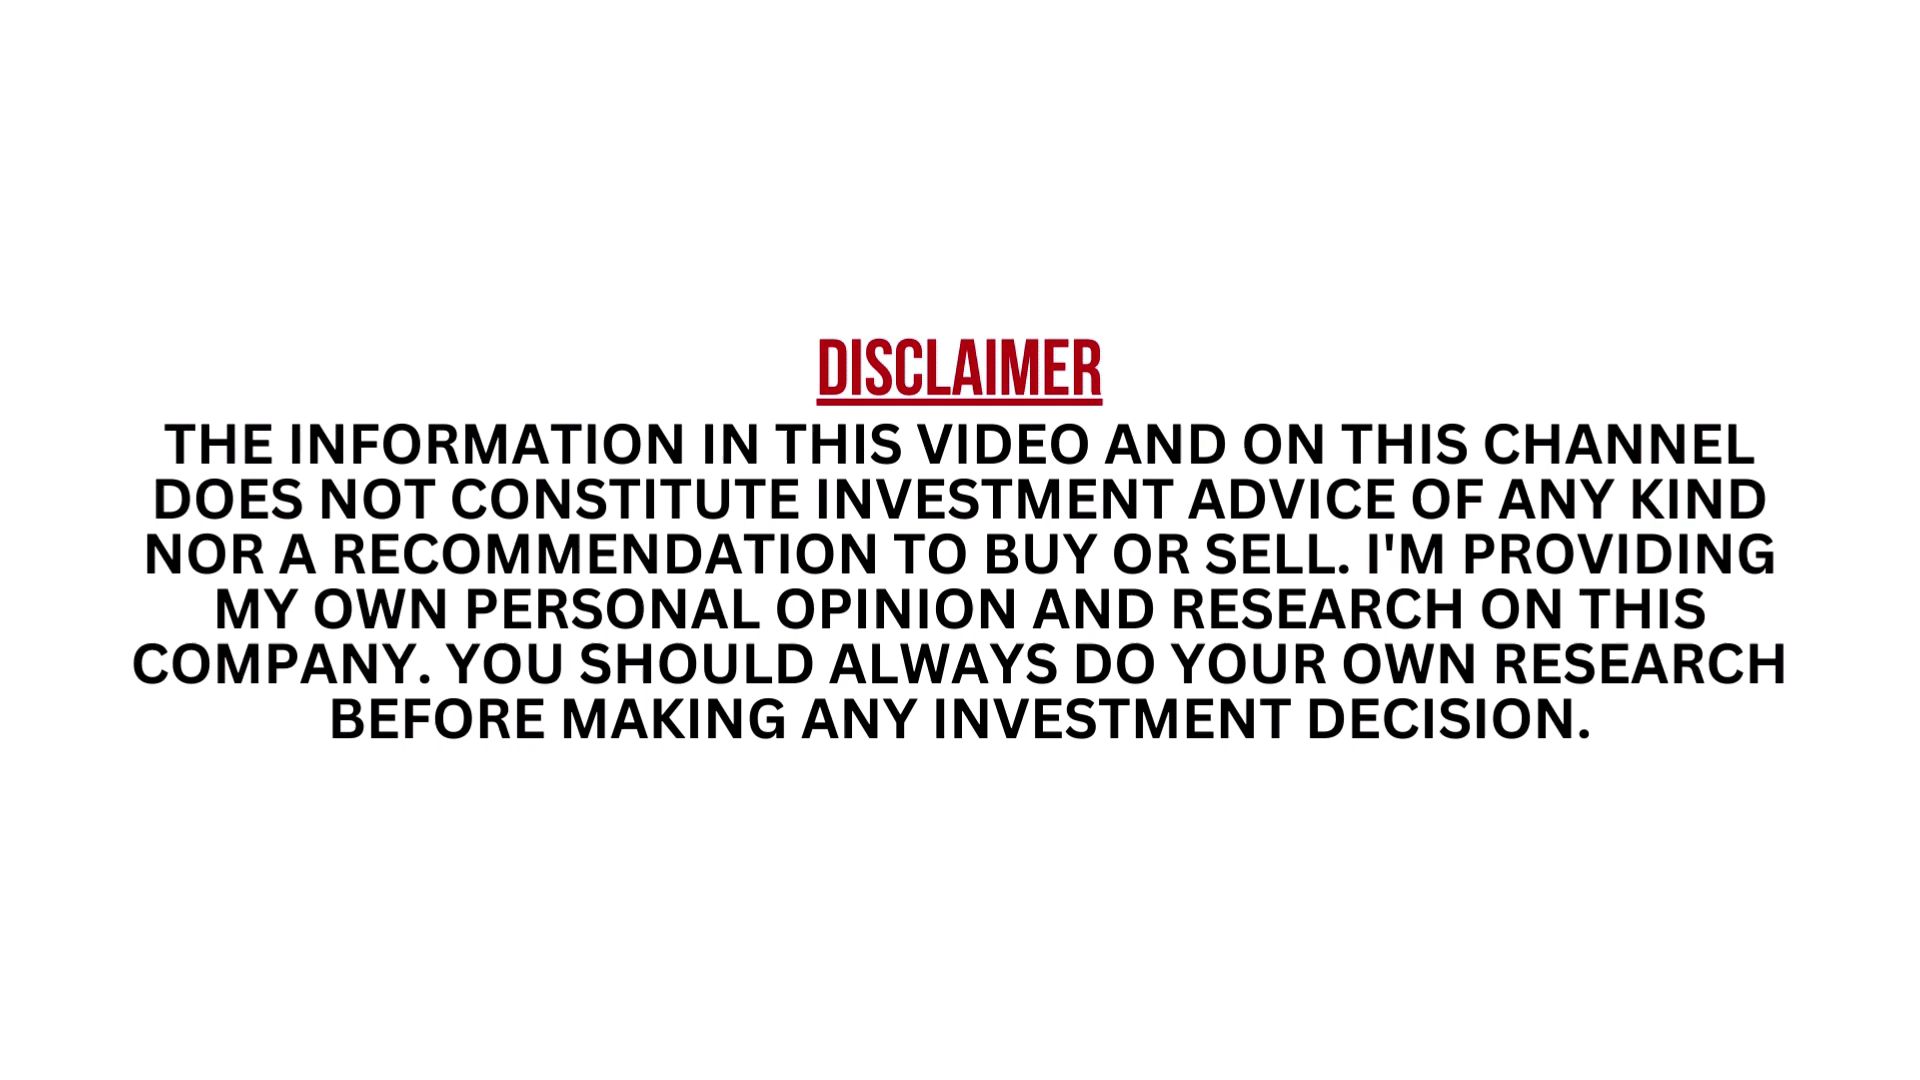 DISCLAIMER
THE INFORMATION IN THIS VIDEO AND ON THIS CHANNEL
DOES NOT CONSTITUTE INVESTMENT ADVICE OF ANY KIND
NOR A RECOMMENDATION TO BUY OR SELL. I'M PROVIDING
MY OWN PERSONAL OPINION AND RESEARCH ON THIS
COMPANY. YOU SHOULD ALWAYS DO YOUR OWN RESEARCH
BEFORE MAKING ANY INVESTMENT DECISION.